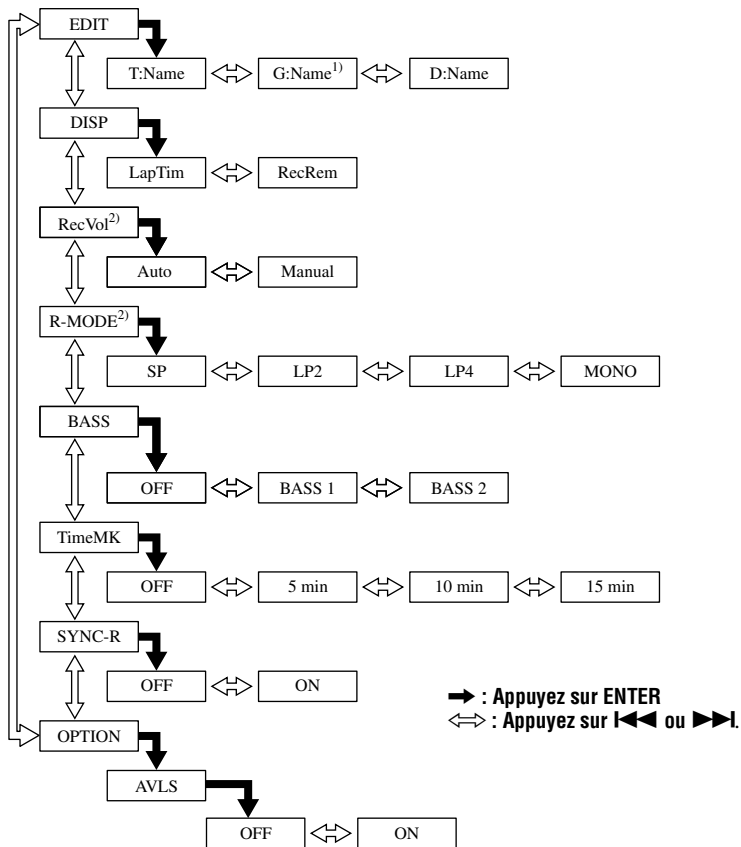 EDIT
T:Name G:Name1) D:Name
DISP
LapTim RecRem
RecVol2)
Auto Manual
R-MODE2)
SP LP2 LP4 MONO
BASS
OFF BASS 1 BASS 2
TimeMK
OFF 5 min 10 min 15 min
SYNC-R
OFF ON
: Appuyez sur ENTER
: Appuyez sur ou .
OPTION
AVLS
OFF ON